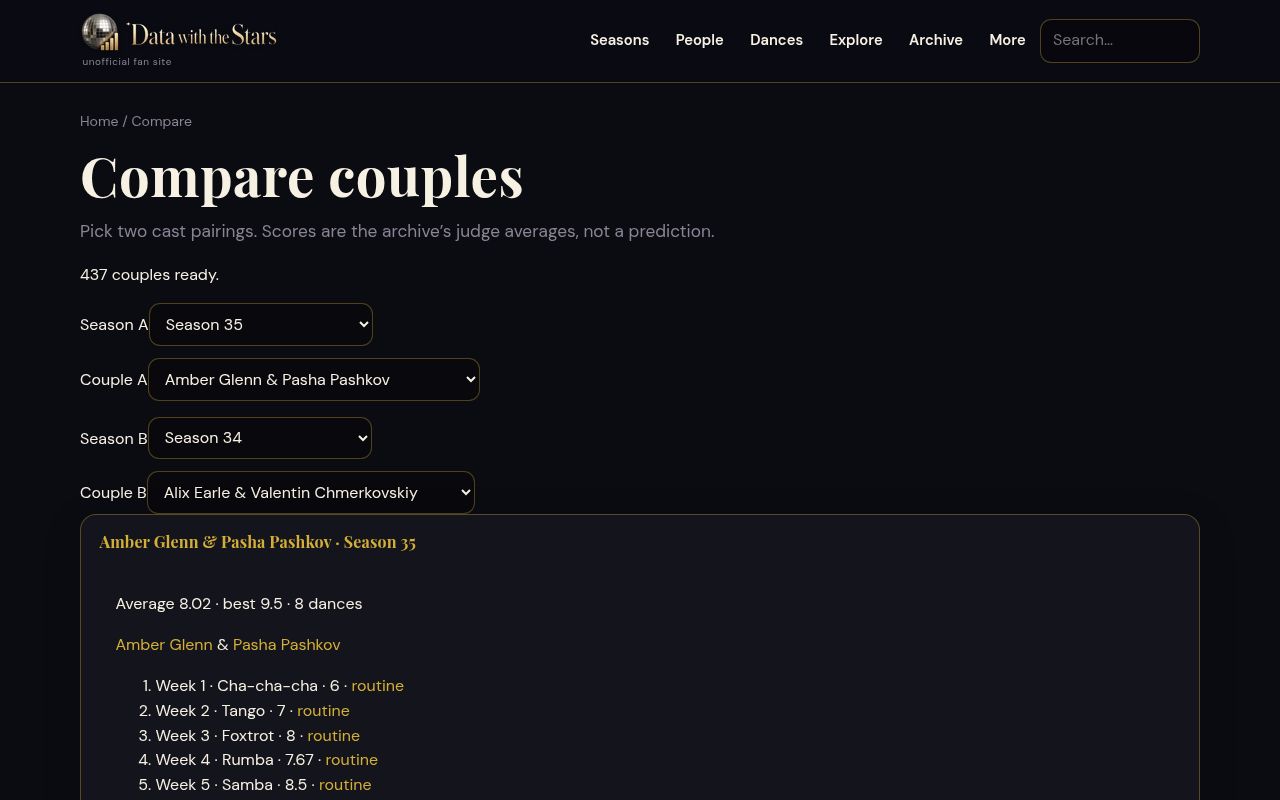 Data with the Stars
unofficial fan site
Seasons People Dances Explore Archive More Search...
Home / Compare
Compare couples
Pick two cast pairings. Scores are the archive’s judge averages, not a prediction.
437 couples ready.
Season A Season 35
Couple A Amber Glenn & Pasha Pashkov
Season B Season 34
Couple B Alix Earle & Valentin Chmerkovskiy
Amber Glenn & Pasha Pashkov · Season 35
Average 8.02 · best 9.5 · 8 dances
Amber Glenn & Pasha Pashkov
1. Week 1 · Cha-cha-cha · 6 · routine
2. Week 2 · Tango · 7 · routine
3. Week 3 · Foxtrot · 8 · routine
4. Week 4 · Rumba · 7.67 · routine
5. Week 5 · Samba · 8.5 · routine